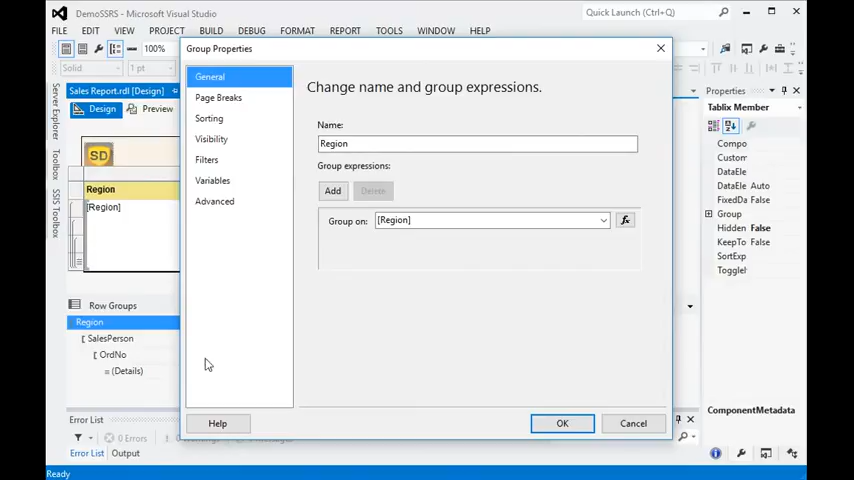 DemoSSRS - Microsoft Visual Studio
Quick Launch (Ctrl+Q)
FILE EDIT VIEW PROJECT BUILD DEBUG FORMAT REPORT TOOLS WINDOW HELP
100%
Group Properties
Solid
1 pt
Sales Report.rdl [Design]
Design
Preview
SD
Region
[Region]
Server Explorer
Toolbox
SSIS Toolbox
General
Page Breaks
Sorting
Visibility
Filters
Variables
Advanced
Change name and group expressions.
Name:
Region
Group expressions:
Add
Delete
Group on:
[Region]
fx
Help
OK
Cancel
Properties
Tablix Member
Compo
Custom
DataEle Auto
FixedDa False
Group
Hidden False
KeepTo False
SortExp
ToggleI
ComponentMetadata
Row Groups
Region
SalesPerson
OrdNo
(Details)
Error List
0 Errors
Error List
Output
Ready